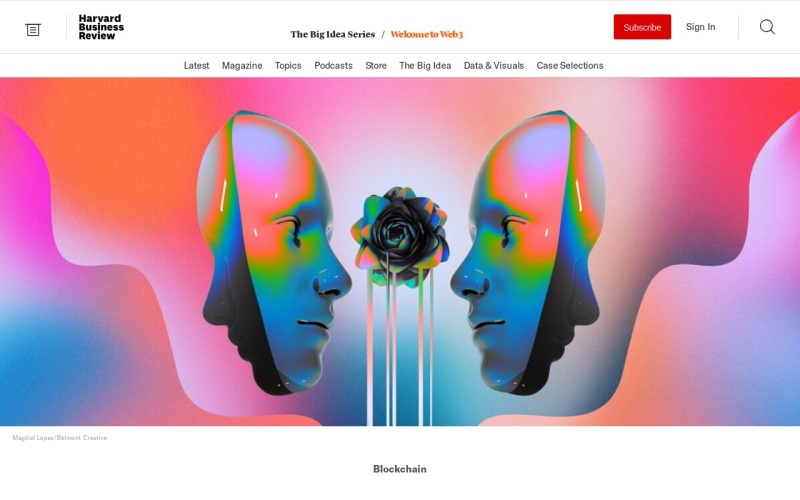 Harvard
Business
Review
The Big Idea Series / Welcome to Web3
Subscribe
Sign In
Latest Magazine Topics Podcasts Store The Big Idea Data & Visuals Case Selections
Magdiel Lopez/Belmont Creative
Blockchain